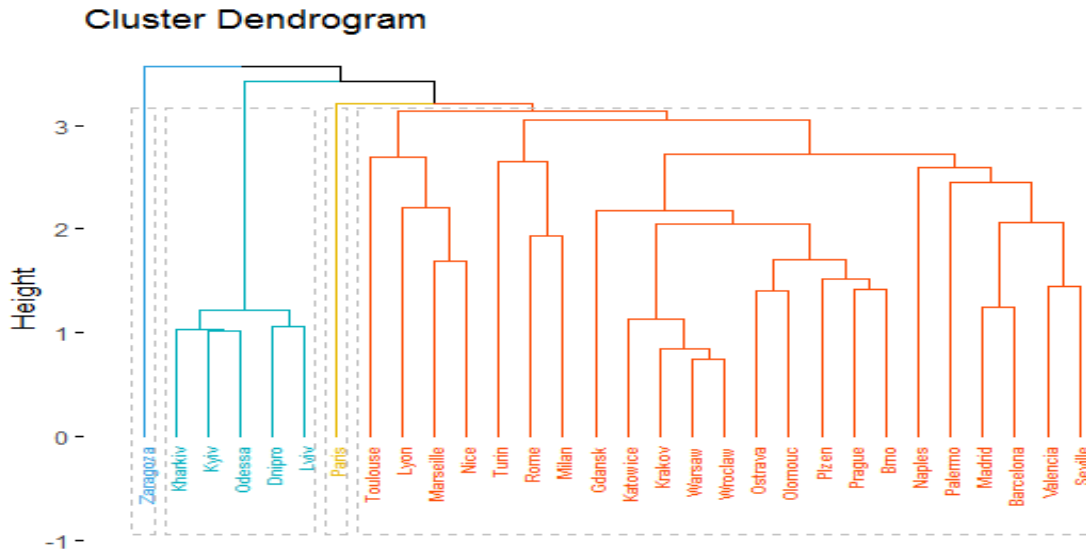 Cluster Dendrogram
Height
3
2
1
0
-1
Zaragoza
Kharkiv
Kyiv
Odessa
Dnipro
Lviv
Paris
Toulouse
Lyon
Marseille
Nice
Turin
Rome
Milan
Gdansk
Katowice
Krakov
Warsaw
Wroclaw
Ostrava
Olomouc
Plzen
Prague
Brno
Naples
Palermo
Madrid
Barcelona
Valencia
Seville